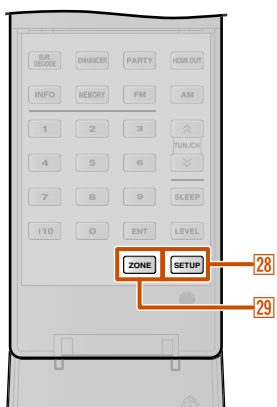 SUR. DECODE ENHANCER PARTY HDMI OUT
INFO MEMORY FM AM
1 2 3
TUN./CH
4 5 6
7 8 9 SLEEP
+10 0 ENT LEVEL
ZONE SETUP
28
29